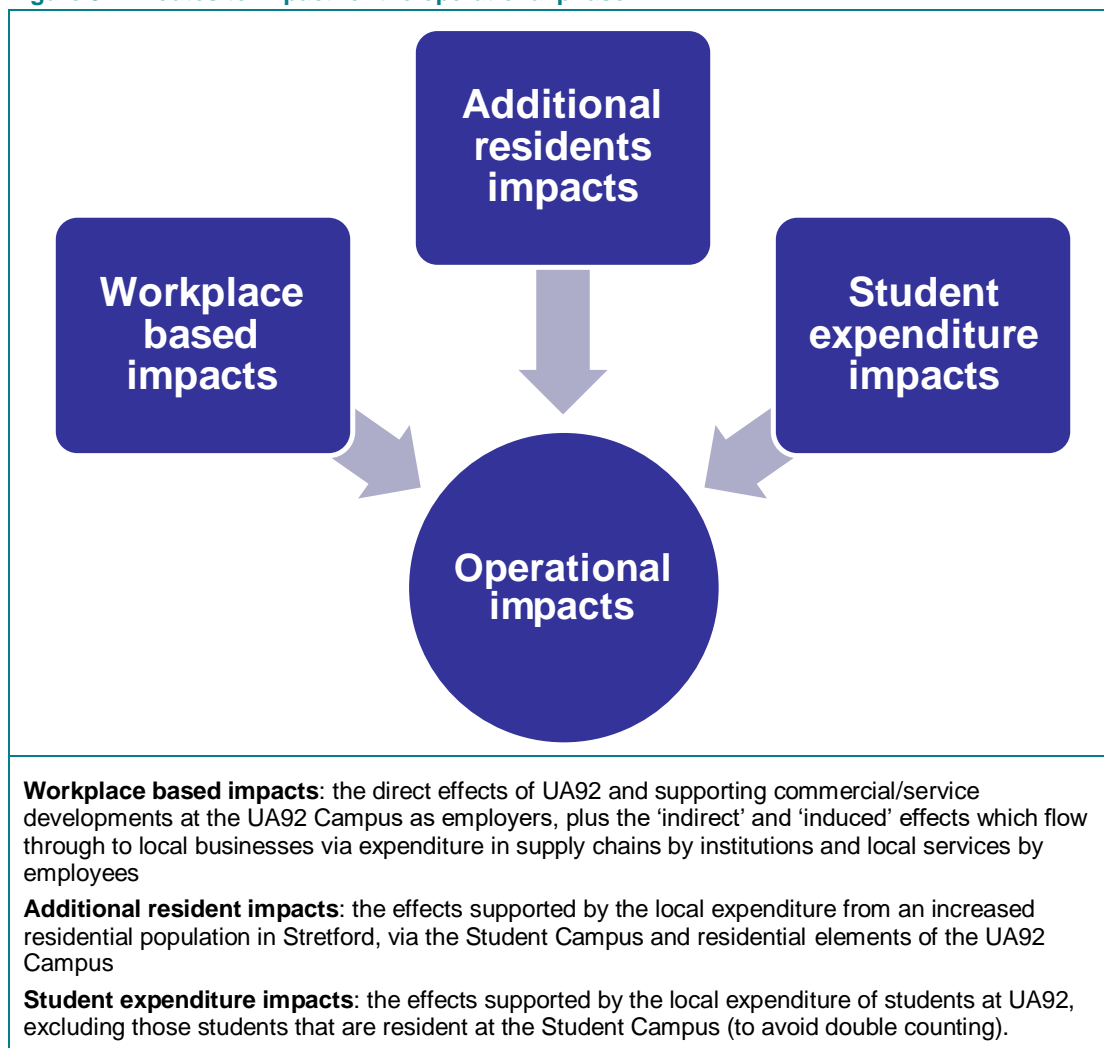 Additional
residents
impacts
Workplace
based
impacts
Student
expenditure
impacts
Operational
impacts
Workplace based impacts: the direct effects of UA92 and supporting commercial/service
developments at the UA92 Campus as employers, plus the ‘indirect’ and ‘induced’ effects which flow
through to local businesses via expenditure in supply chains by institutions and local services by
employees
Additional resident impacts: the effects supported by the local expenditure from an increased
residential population in Stretford, via the Student Campus and residential elements of the UA92
Campus
Student expenditure impacts: the effects supported by the local expenditure of students at UA92,
excluding those students that are resident at the Student Campus (to avoid double counting).